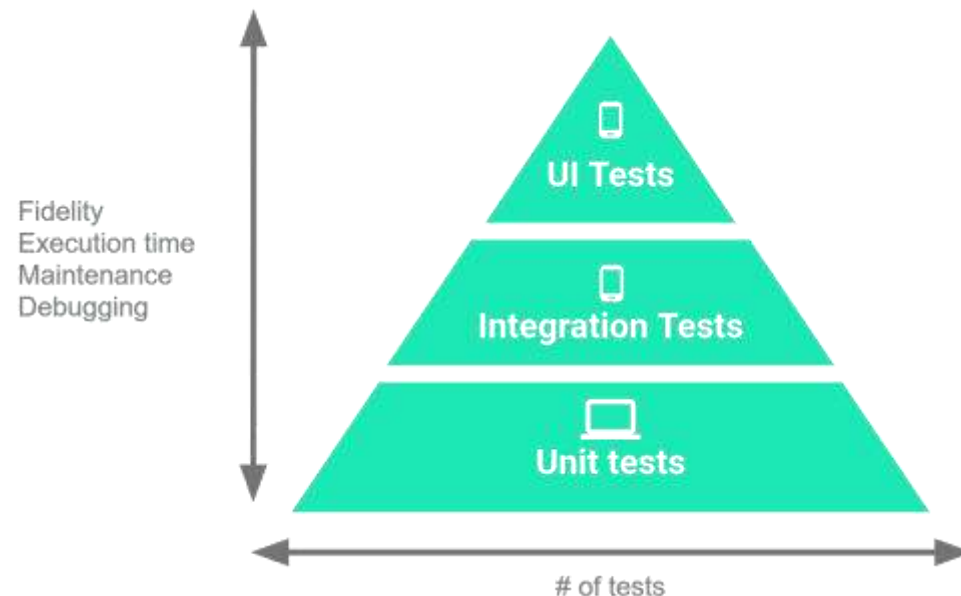 UI Tests
Fidelity
Execution time
Maintenance
Debugging
Integration Tests
Unit tests
# of tests